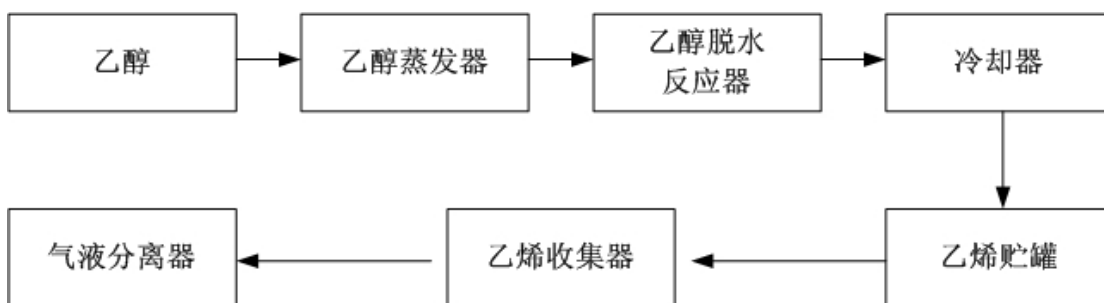 乙醇
乙醇蒸发器
乙醇脱水
反应器
冷却器
气液分离器
乙烯收集器
乙烯贮罐